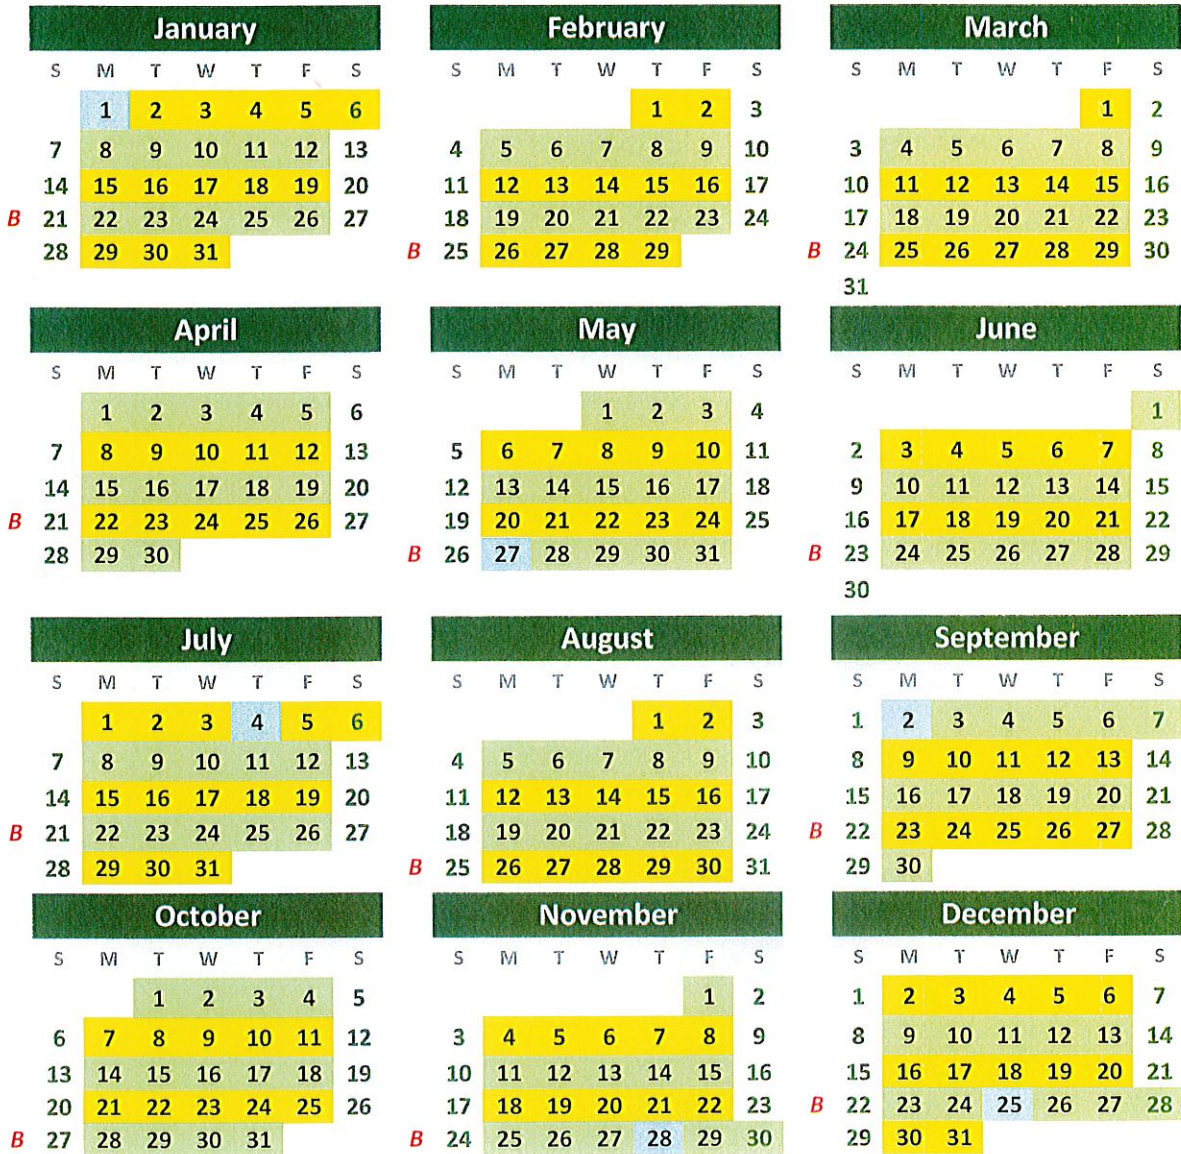 January February March
S M T W T F S S M T W T F S S M T W T F S
1 2 3 4 5 6 1 2 3 1 2
7 8 9 10 11 12 13 4 5 6 7 8 9 10 3 4 5 6 7 8 9
14 15 16 17 18 19 20 11 12 13 14 15 16 17 10 11 12 13 14 15 16
B 21 22 23 24 25 26 27 18 19 20 21 22 23 24 17 18 19 20 21 22 23
28 29 30 31 B 25 26 27 28 29 B 24 25 26 27 28 29 30
31
April May June
S M T W T F S S M T W T F S S M T W T F S
1 2 3 4 5 6 1 2 3 4 1
7 8 9 10 11 12 13 5 6 7 8 9 10 11 2 3 4 5 6 7 8
14 15 16 17 18 19 20 12 13 14 15 16 17 18 9 10 11 12 13 14 15
B 21 22 23 24 25 26 27 19 20 21 22 23 24 25 16 17 18 19 20 21 22
28 29 30 B 26 27 28 29 30 31 B 23 24 25 26 27 28 29
30
July August September
S M T W T F S S M T W T F S S M T W T F S
1 2 3 4 5 6 1 2 3 1 2 3 4 5 6 7
7 8 9 10 11 12 13 4 5 6 7 8 9 10 8 9 10 11 12 13 14
14 15 16 17 18 19 20 11 12 13 14 15 16 17 15 16 17 18 19 20 21
B 21 22 23 24 25 26 27 18 19 20 21 22 23 24 B 22 23 24 25 26 27 28
28 29 30 31 B 25 26 27 28 29 30 31 29 30
October November December
S M T W T F S S M T W T F S S M T W T F S
1 2 3 4 5 1 2 1 2 3 4 5 6 7
6 7 8 9 10 11 12 3 4 5 6 7 8 9 8 9 10 11 12 13 14
13 14 15 16 17 18 19 10 11 12 13 14 15 16 15 16 17 18 19 20 21
20 21 22 23 24 25 26 17 18 19 20 21 22 23 B 22 23 24 25 26 27 28
B 27 28 29 30 31 B 24 25 26 27 28 29 30 29 30 31